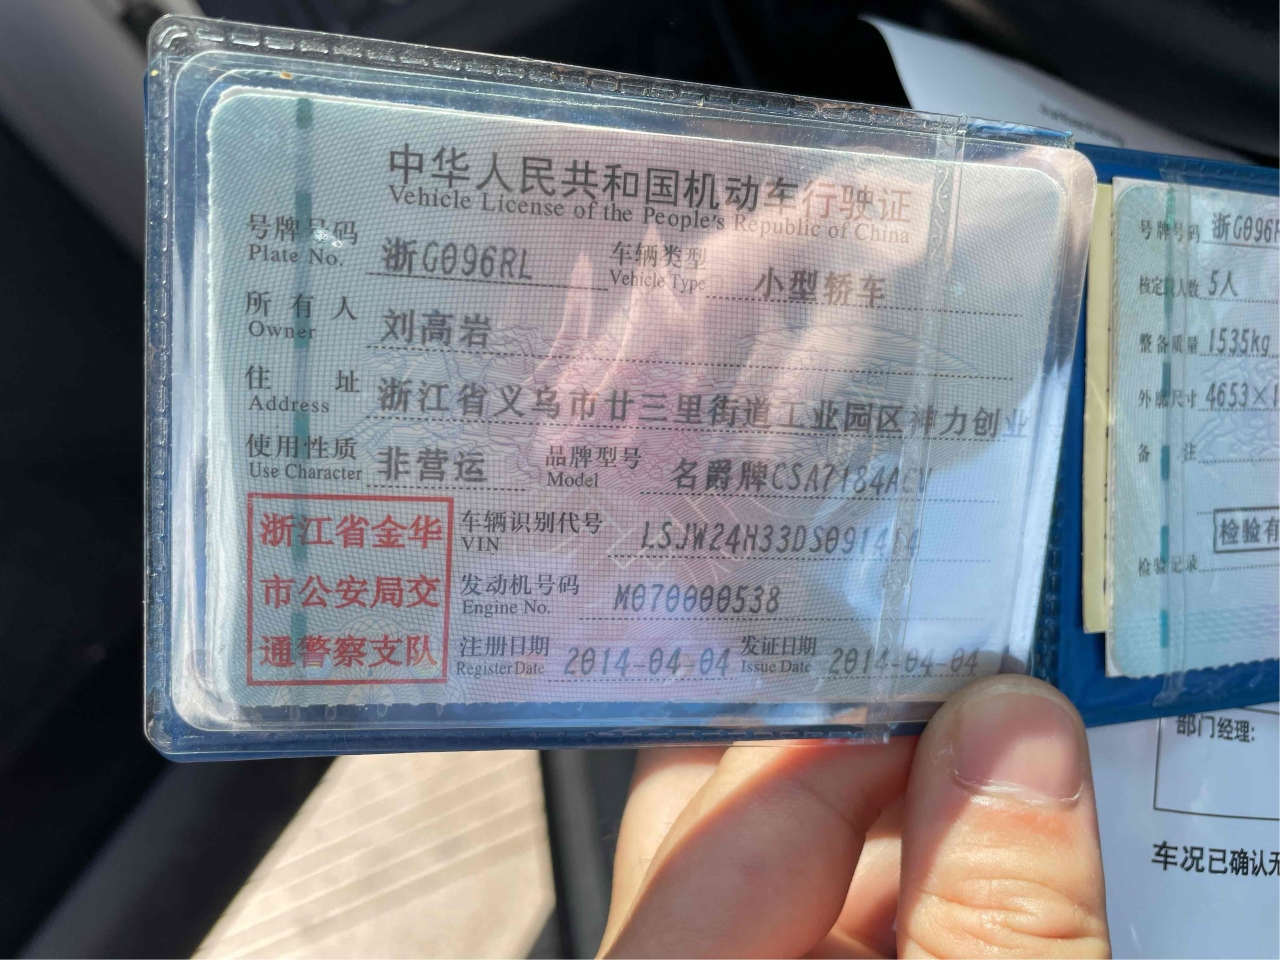 中华人民共和国机动车行驶证
Vehicle License of the People's Republic of China
号牌号码 浙G096RL 车辆类型 小型轿车
Plate No. Vehicle Type
所有人 刘高岩
Owner
住址 浙江省义乌市廿三里街道工业园区神力创业
Address
使用性质 非营运 品牌型号 名爵牌CSA7184ACV
Use Character Model
浙江省金华
市公安局交
通警察支队
车辆识别代号
VIN
发动机号码 M070000538
Engine No.
注册日期 2014-04-04 发证日期 2014-04-04
Register Date Issue Date
号牌号码 浙G096R
核定载人数 5人
整备质量 1535kg
外廓尺寸 4653×1
备注
检验有
检验记录
部门经理:
车况已确认无